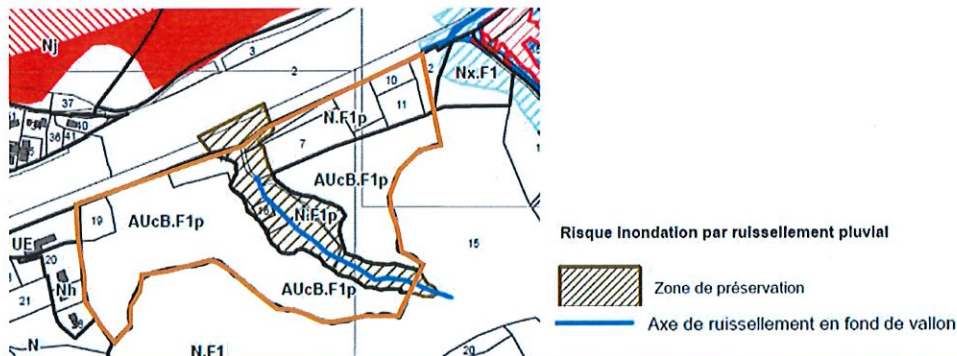 Nj
3
2
37
40
36
41
5
10
2
11
Nx.F1
N.F1p
7
AUcB.F1p
19
AUcB.F1p
N.F1p
UE
20
15
Nh
21
AUcB.F1p
N
N.F1
20
Risque inondation par ruissellement pluvial
Zone de préservation
Axe de ruissellement en fond de vallon